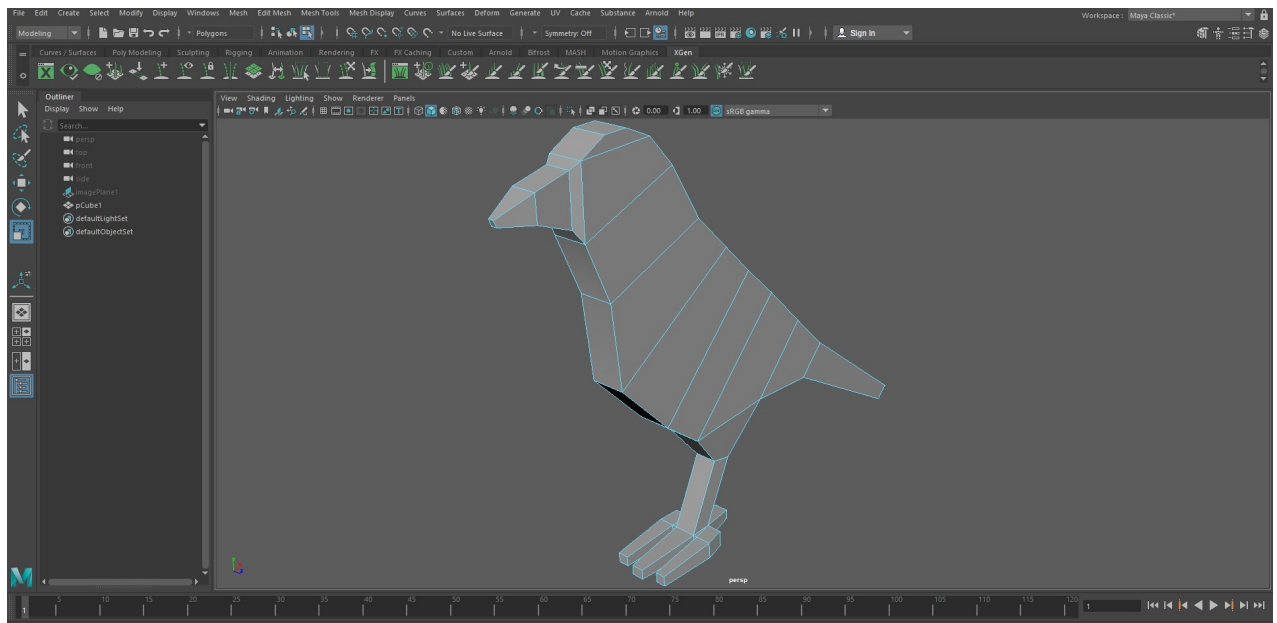 File Edit Create Select Modify Display Windows Mesh Edit Mesh Mesh Tools Mesh Display Curves Surfaces Deform Generate UV Cache Substance Arnold Help Workspace : Maya Classic*
Modeling Polygons No Live Surface Symmetry: Off Sign In
Curves / Surfaces Poly Modeling Sculpting Rigging Animation Rendering FX FX Caching Custom Arnold Bifrost MASH Motion Graphics XGen
Outliner
Display Show Help
Search...
persp
top
front
side
imagePlane1
pCube1
defaultLightSet
defaultObjectSet
View Shading Lighting Show Renderer Panels
0.00 1.00 sRGB gamma
persp
1 5 10 15 20 25 30 35 40 45 50 55 60 65 70 75 80 85 90 95 100 105 110 115 120 1